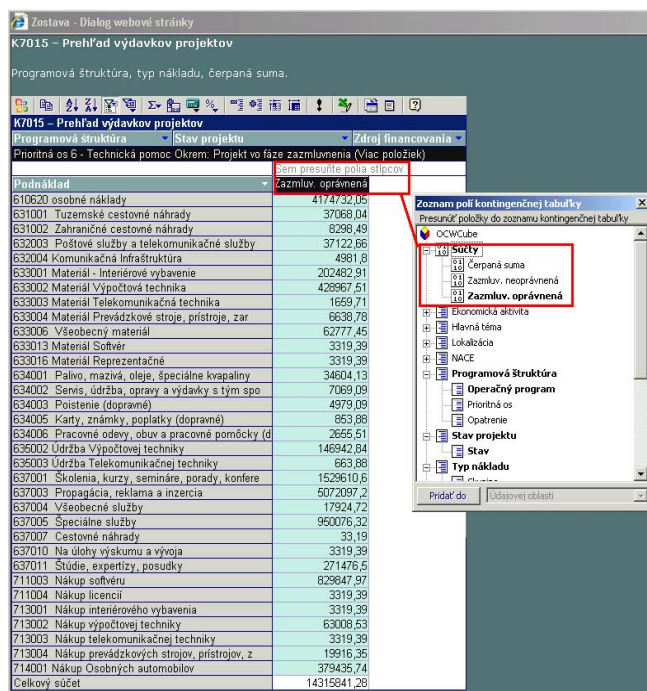 Zostava - Dialog webové stránky
K7015 – Prehľad výdavkov projektov
Programová štruktúra, typ nákladu, čerpaná suma.
K7015 – Prehľad výdavkov projektov
Programová štruktúra Stav projektu Zdroj financovania
Prioritná os 6 - Technická pomoc Okrem: Projekt vo fáze zazmluvnenia (Viac položiek)
Sem presuňte polia stĺpcov
Podnáklad Zazmluv. oprávnená
610620 osobné náklady 4174732,05
631001 Tuzemské cestovné náhrady 37068,04
631002 Zahraničné cestovné náhrady 8298,49
632003 Poštové služby a telekomunikačné služby 37122,66
632004 Komunikačná Infraštruktúra 4981,8
633001 Materiál - Interiérové vybavenie 202482,91
633002 Materiál Výpočtová technika 428967,51
633003 Materiál Telekomunikačná technika 1659,71
633004 Materiál Prevádzkové stroje, prístroje, zar 6638,78
633006 Všeobecný materiál 62777,45
633013 Materiál Softvér 3319,39
633016 Materiál Reprezentačné 3319,39
634001 Palivo, mazivá, oleje, špeciálne kvapaliny 34604,13
634002 Servis, údržba, opravy a výdavky s tým spo 7069,09
634003 Poistenie (dopravné) 4979,09
634005 Karty, známky, poplatky (dopravné) 853,88
634006 Pracovné odevy, obuv a pracovné pomôcky (d 2655,51
635002 Údržba Výpočtovej techniky 146942,84
635003 Údržba Telekomunikačnej techniky 663,88
637001 Školenia, kurzy, semináre, porady, konfere 1529610,6
637003 Propagácia, reklama a inzercia 5072097,2
637004 Všeobecné služby 17924,72
637005 Špeciálne služby 950076,32
637007 Cestovné náhrady 33,19
637010 Na úlohy výskumu a vývoja 3319,39
637011 Štúdie, expertízy, posudky 271476,5
711003 Nákup softvéru 829847,97
711004 Nákup licencií 3319,39
713001 Nákup interiérového vybavenia 3319,39
713002 Nákup výpočtovej techniky 63008,53
713003 Nákup telekomunikačnej techniky 3319,39
713004 Nákup prevádzkových strojov, prístrojov, z 19916,35
714001 Nákup Osobných automobilov 379435,74
Celkový súčet 14315841,28
Zoznam polí kontingenčnej tabuľky
Presunúť položky do zoznamu kontingenčnej tabuľky
OCWCube
Súčty
Čerpaná suma
Zazmluv. neoprávnená
Zazmluv. oprávnená
Ekonomická aktivita
Hlavná téma
Lokalizácia
NACE
Programová štruktúra
Operačný program
Prioritná os
Opatrenie
Stav projektu
Stav
Typ nákladu
Pridať do Údajovej oblasti